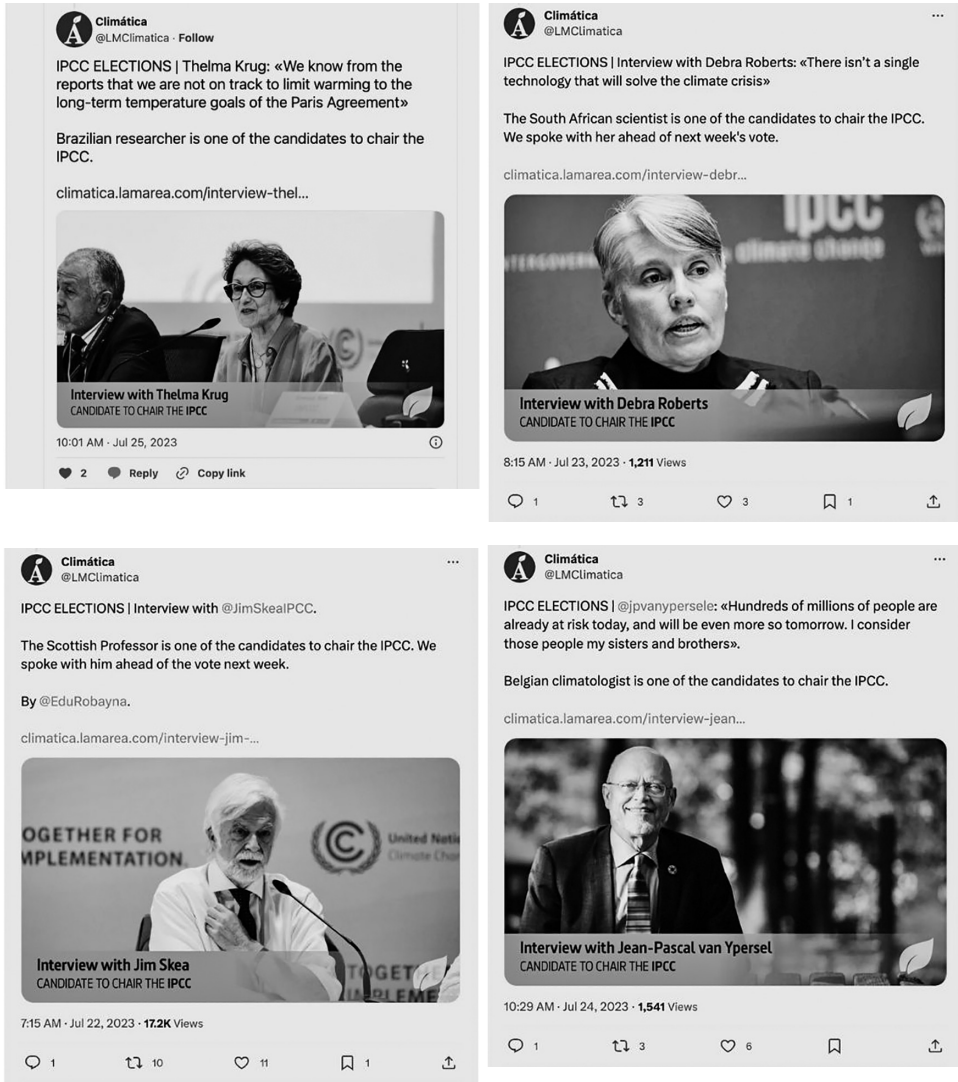 Climática
@LMClimatica · Follow
IPCC ELECTIONS | Thelma Krug: «We know from the
reports that we are not on track to limit warming to the
long-term temperature goals of the Paris Agreement»
Brazilian researcher is one of the candidates to chair the
IPCC.
climatica.lamarea.com/interview-thel...
Interview with Thelma Krug
CANDIDATE TO CHAIR THE IPCC
10:01 AM · Jul 25, 2023
2 Reply Copy link
Climática
@LMClimatica
IPCC ELECTIONS | Interview with Debra Roberts: «There isn't a single
technology that will solve the climate crisis»
The South African scientist is one of the candidates to chair the IPCC.
We spoke with her ahead of next week's vote.
climatica.lamarea.com/interview-debr...
ipcc
climate change
Interview with Debra Roberts
CANDIDATE TO CHAIR THE IPCC
8:15 AM · Jul 23, 2023 · 1,211 Views
1 3 3 1
Climática
@LMClimatica
IPCC ELECTIONS | Interview with @JimSkeaIPCC.
The Scottish Professor is one of the candidates to chair the IPCC. We
spoke with him ahead of the vote next week.
By @EduRobayna.
climatica.lamarea.com/interview-jim-...
OGETHER FOR
MPLEMENTATION
United Natio
Climate Chan
TOGETHE
IMPLEME
Interview with Jim Skea
CANDIDATE TO CHAIR THE IPCC
7:15 AM · Jul 22, 2023 · 17.2K Views
1 10 11 1
Climática
@LMClimatica
IPCC ELECTIONS | @jpvanypersele: «Hundreds of millions of people are
already at risk today, and will be even more so tomorrow. I consider
those people my sisters and brothers».
Belgian climatologist is one of the candidates to chair the IPCC.
climatica.lamarea.com/interview-jean...
Interview with Jean-Pascal van Ypersel
CANDIDATE TO CHAIR THE IPCC
10:29 AM · Jul 24, 2023 · 1,541 Views
1 3 6